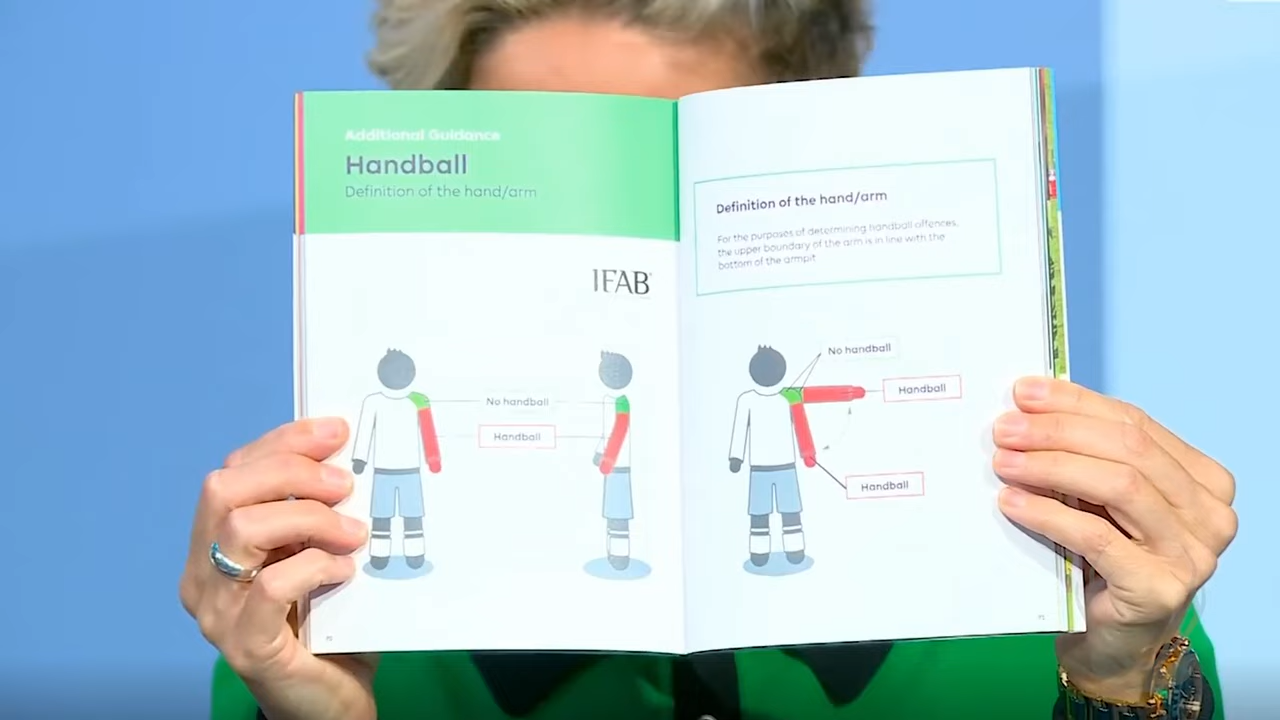 Additional Guidance
Handball
Definition of the hand/arm
IFAB
No handball
Handball
Definition of the hand/arm
For the purposes of determining handball offences,
the upper boundary of the arm is in line with the
bottom of the armpit
No handball
Handball
Handball